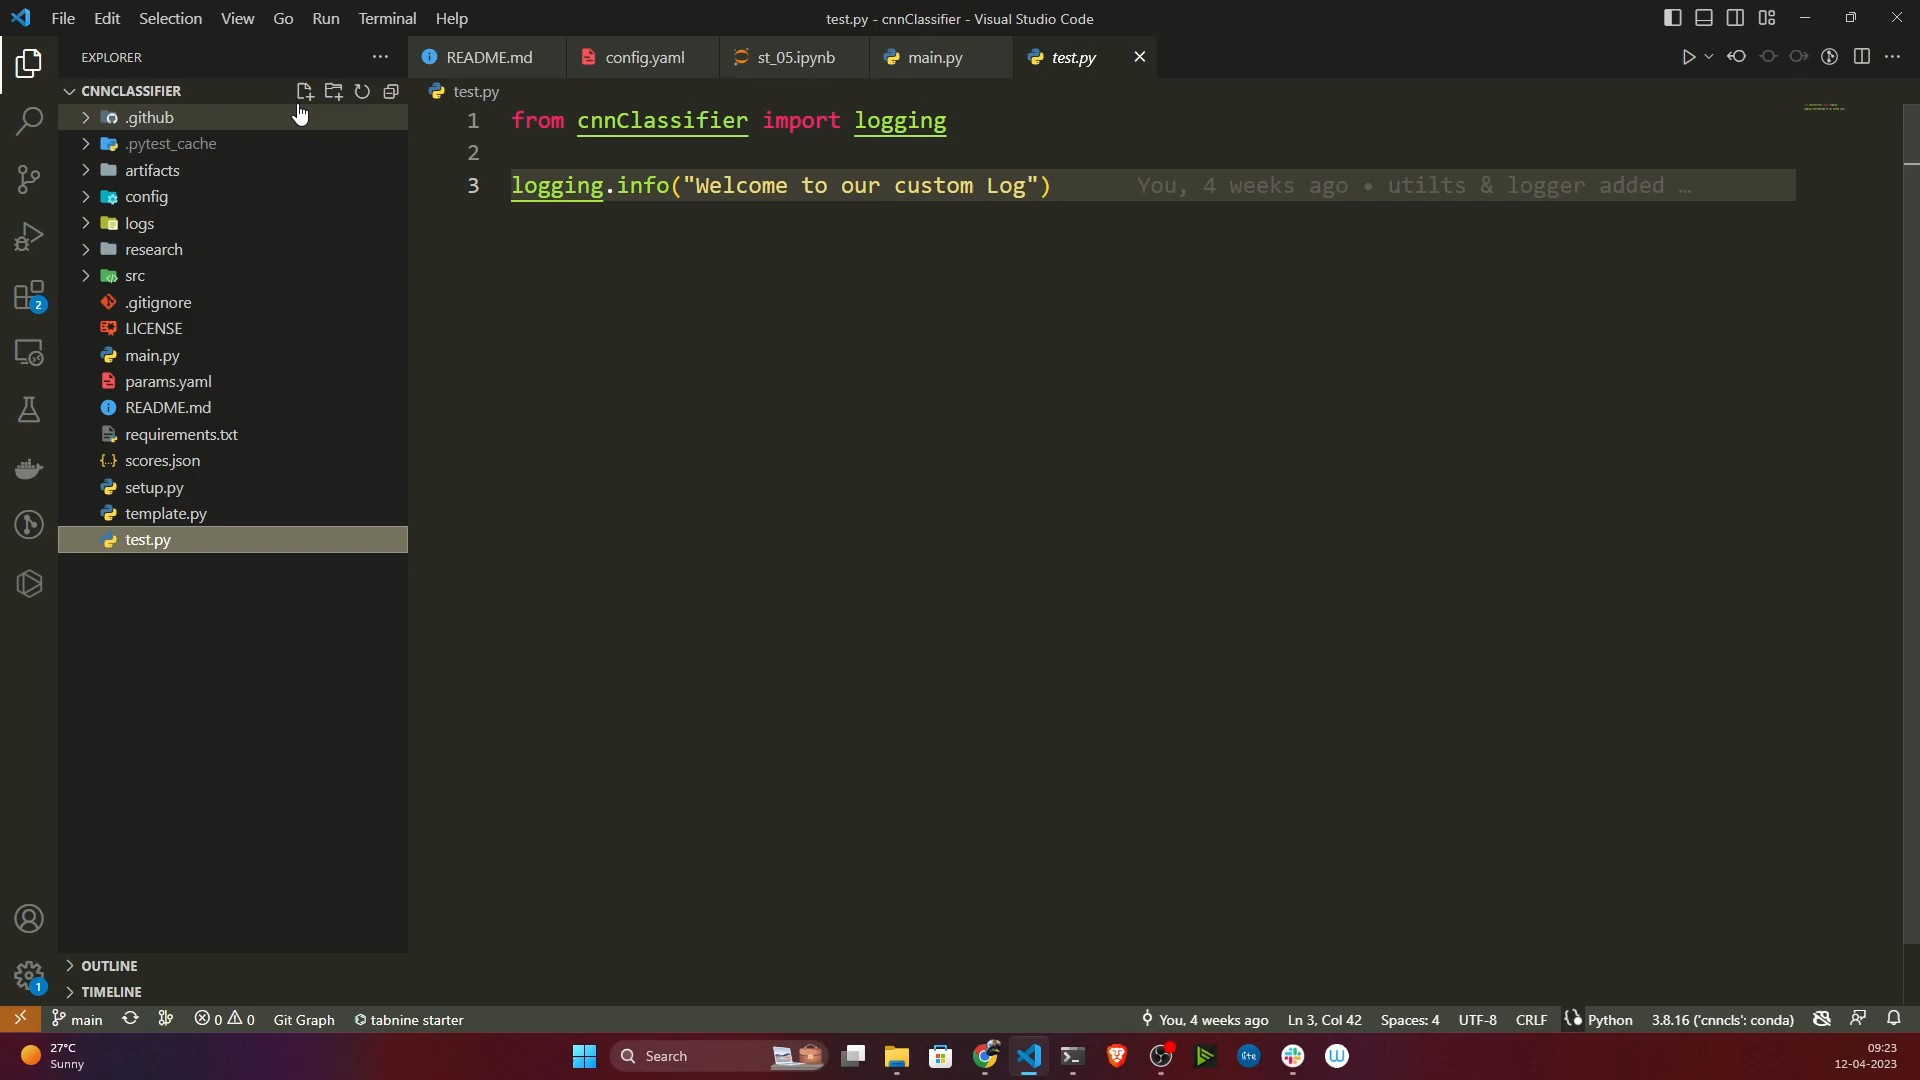 File Edit Selection View Go Run Terminal Help
test.py - cnnClassifier - Visual Studio Code
EXPLORER
README.md
config.yaml
st_05.ipynb
main.py
test.py
CNNCLASSIFIER
test.py
.github
.pytest_cache
artifacts
config
logs
research
src
.gitignore
LICENSE
main.py
params.yaml
README.md
requirements.txt
scores.json
setup.py
template.py
test.py
1 from cnnClassifier import logging
2
3 logging.info("Welcome to our custom Log") You, 4 weeks ago • utilts & logger added …
2
OUTLINE
1
TIMELINE
main 0 0 Git Graph tabnine starter
You, 4 weeks ago Ln 3, Col 42 Spaces: 4 UTF-8 CRLF Python 3.8.16 ('cnncls': conda)
27°C
Sunny
Search
lite
09:23
12-04-2023